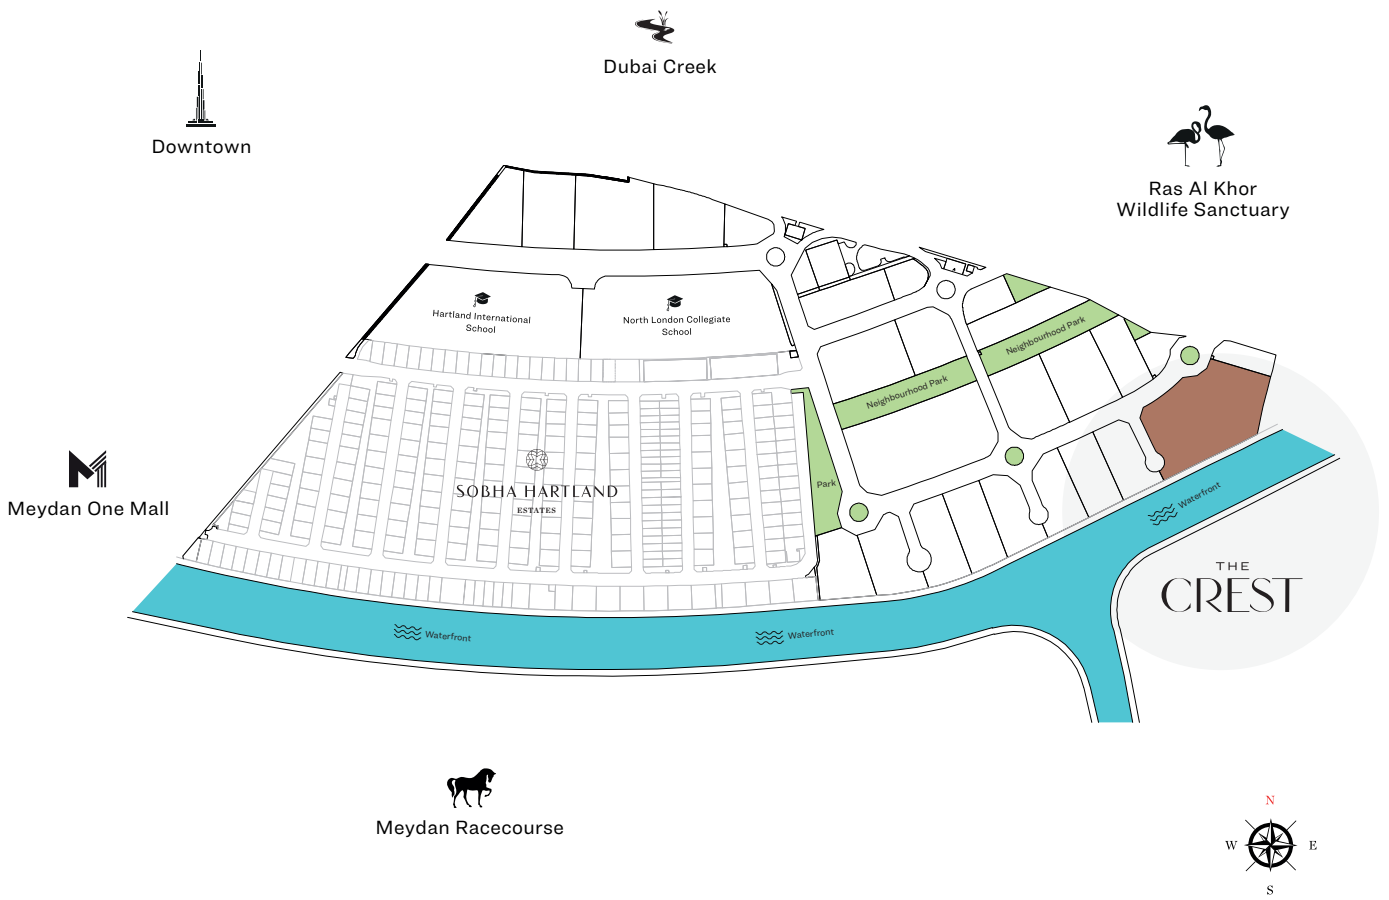 Dubai Creek
Downtown
Ras Al Khor
Wildlife Sanctuary
Hartland International
School
North London Collegiate
School
Neighbourhood Park
Neighbourhood Park
Park
SOBHA HARTLAND
ESTATES
Meydan One Mall
Waterfront
Waterfront
Waterfront
THE
CREST
Meydan Racecourse
N
W
E
S